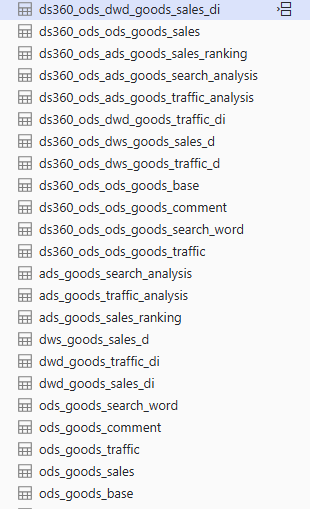 ds360_ods_dwd_goods_sales_di
ds360_ods_ods_goods_sales
ds360_ods_ads_goods_sales_ranking
ds360_ods_ads_goods_search_analysis
ds360_ods_ads_goods_traffic_analysis
ds360_ods_dwd_goods_traffic_di
ds360_ods_dws_goods_sales_d
ds360_ods_dws_goods_traffic_d
ds360_ods_ods_goods_base
ds360_ods_ods_goods_comment
ds360_ods_ods_goods_search_word
ds360_ods_ods_goods_traffic
ads_goods_search_analysis
ads_goods_traffic_analysis
ads_goods_sales_ranking
dws_goods_sales_d
dwd_goods_traffic_di
dwd_goods_sales_di
ods_goods_search_word
ods_goods_comment
ods_goods_traffic
ods_goods_sales
ods_goods_base